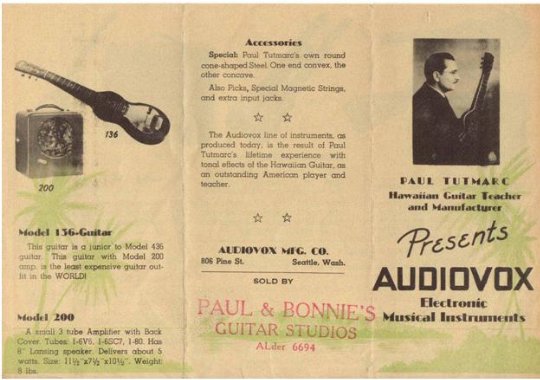 136
200
Model 136-Guitar
This guitar is a junior to Model 436
guitar. This guitar with Model 200
amp. is the least expensive guitar out-
fit in the WORLD!
Model 200
A small 3 tube Amplifier with Back
Cover. Tubes: 1-6V6, 1-6SC7, 1-80. Has
8" Lansing speaker. Delivers about 5
watts. Size: 11½"x7½"x10½". Weight:
8 lbs.
Accessories
Special: Paul Tutmarc's own round
cone-shaped Steel. One end convex, the
other concave.
Also Picks, Special Magnetic Strings,
and extra input jacks.
The Audiovox line of instruments, as
produced today, is the result of Paul
Tutmarc's lifetime experience with
tonal effects of the Hawaiian Guitar, as
an outstanding American player and
teacher.
AUDIOVOX MFG. CO.
806 Pine St. Seattle, Wash.
SOLD BY
PAUL & BONNIE'S
GUITAR STUDIOS
ALder 6694
PAUL TUTMARC
Hawaiian Guitar Teacher
and Manufacturer
Presents
AUDIOVOX
Electronic
Musical Instruments